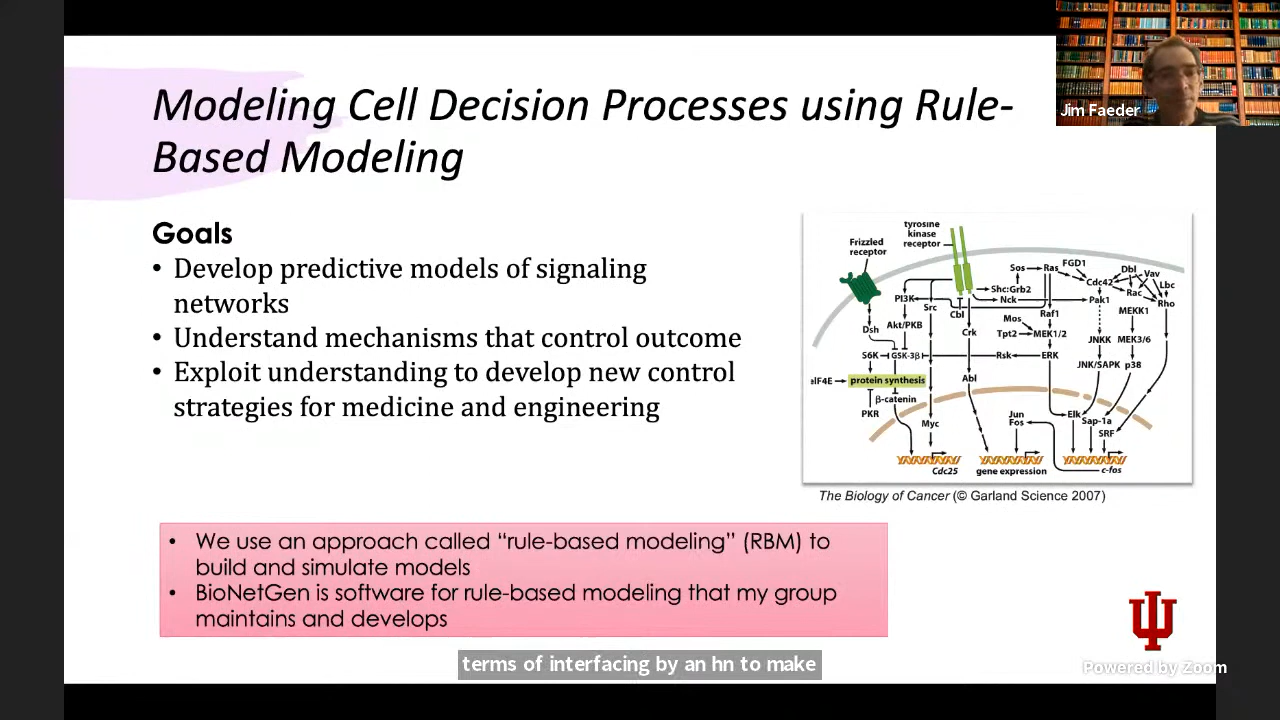 Jim Faeder
Modeling Cell Decision Processes using Rule-
Based Modeling
Goals
• Develop predictive models of signaling
networks
• Understand mechanisms that control outcome
• Exploit understanding to develop new control
strategies for medicine and engineering
tyrosine
kinase
receptor
Frizzled
receptor
Sos
Ras
FGD1
Cdc42
Dbl
Vav
Lbc
Rac
Rho
PI3K
Src
Shc:Grb2
Nck
Pak1
Cbl
Raf1
MEKK1
Dsh
Akt/PKB
Crk
Mos
Tpt2
MEK1/2
JNKK
MEK3/6
S6K
GSK-3β
Rsk
ERK
JNK/SAPK
p38
eIF4E
protein synthesis
Abl
β-catenin
PKR
Myc
Jun
Fos
Elk
Sap-1a
SRF
Cdc25
gene expression
c-fos
The Biology of Cancer (© Garland Science 2007)
• We use an approach called “rule-based modeling” (RBM) to
build and simulate models
• BioNetGen is software for rule-based modeling that my group
maintains and develops
terms of interfacing by an hn to make
Powered by Zoom